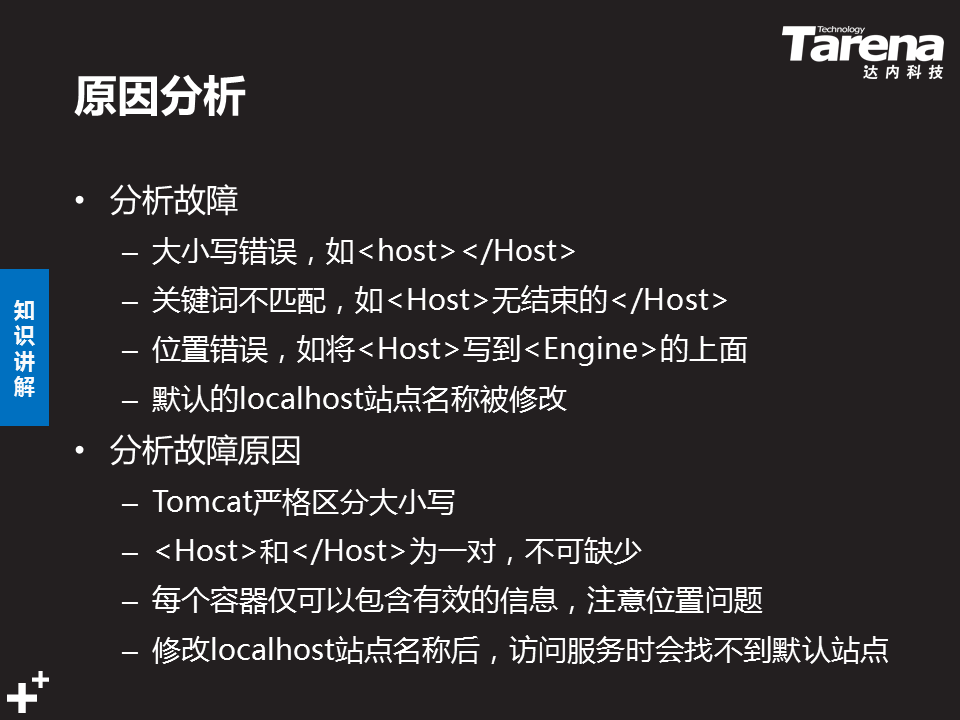 Technology
Tarena
达内科技
原因分析
• 分析故障
– 大小写错误，如<host></Host>
– 关键词不匹配，如<Host>无结束的</Host>
– 位置错误，如将<Host>写到<Engine>的上面
– 默认的localhost站点名称被修改
知识讲解
• 分析故障原因
– Tomcat严格区分大小写
– <Host>和</Host>为一对，不可缺少
– 每个容器仅可以包含有效的信息，注意位置问题
– 修改localhost站点名称后，访问服务时会找不到默认站点